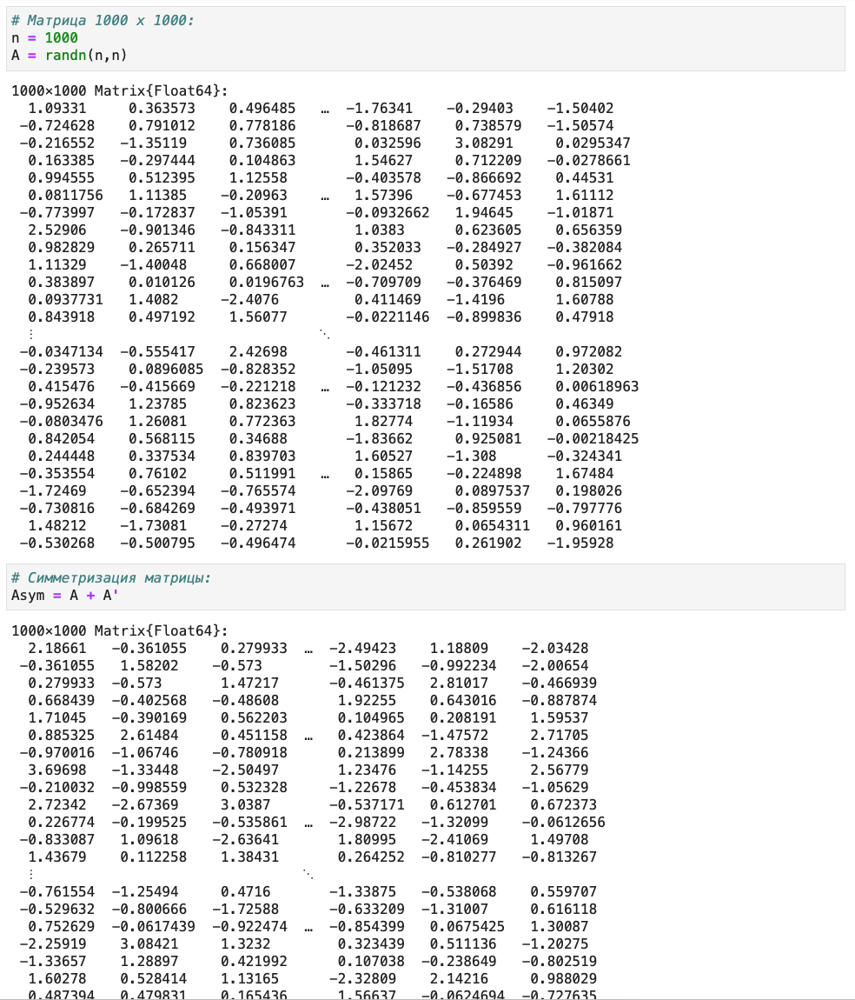 # Матрица 1000 x 1000:
n = 1000
A = randn(n,n)
1000×1000 Matrix{Float64}:
1.09331 0.363573 0.496485 … −1.76341 −0.29403 −1.50402
−0.724628 0.791012 0.778186 −0.818687 0.738579 −1.50574
−0.216552 −1.35119 0.736085 0.032596 3.08291 0.0295347
0.163385 −0.297444 0.104863 1.54627 0.712209 −0.0278661
0.994555 0.512395 1.12558 −0.403578 −0.866692 0.44531
0.0811756 1.11385 −0.20963 … 1.57396 −0.677453 1.61112
−0.773997 −0.172837 −1.05391 −0.0932662 1.94645 −1.01871
2.52906 −0.901346 −0.843311 1.0383 0.623605 0.656359
0.982829 0.265711 0.156347 0.352033 −0.284927 −0.382084
1.11329 −1.40048 0.668007 −2.02452 0.50392 −0.961662
0.383897 0.010126 0.0196763 … −0.709709 −0.376469 0.815097
0.0937731 1.4082 −2.4076 0.411469 −1.4196 1.60788
0.843918 0.497192 1.56077 −0.0221146 −0.899836 0.47918
⋮ ⋱
−0.0347134 −0.555417 2.42698 −0.461311 0.272944 0.972082
−0.239573 0.0896085 −0.828352 −1.05095 −1.51708 1.20302
0.415476 −0.415669 −0.221218 … −0.121232 −0.436856 0.00618963
−0.952634 1.23785 0.823623 −0.333718 −0.16586 0.46349
−0.0803476 1.26081 0.772363 1.82774 −1.11934 0.0655876
0.842054 0.568115 0.34688 −1.83662 0.925081 −0.00218425
0.244448 0.337534 0.839703 1.60527 −1.308 −0.324341
−0.353554 0.76102 0.511991 … 0.15865 −0.224898 1.67484
−1.72469 −0.652394 −0.765574 −2.09769 0.0897537 0.198026
−0.730816 −0.684269 −0.493971 −0.438051 −0.859559 −0.797776
1.48212 −1.73081 −0.27274 1.15672 0.0654311 0.960161
−0.530268 −0.500795 −0.496474 −0.0215955 0.261902 −1.95928
# Симметризация матрицы:
Asym = A + A'
1000×1000 Matrix{Float64}:
2.18661 −0.361055 0.279933 … −2.49423 1.18809 −2.03428
−0.361055 1.58202 −0.573 −1.50296 −0.992234 −2.00654
0.279933 −0.573 1.47217 −0.461375 2.81017 −0.466939
0.668439 −0.402568 −0.48608 1.92255 0.643016 −0.887874
1.71045 −0.390169 0.562203 0.104965 0.208191 1.59537
0.885325 2.61484 0.451158 … 0.423864 −1.47572 2.71705
−0.970016 −1.06746 −0.780918 0.213899 2.78338 −1.24366
3.69698 −1.33448 −2.50497 1.23476 −1.14255 2.56779
−0.210032 −0.998559 0.532328 −1.22678 −0.453834 −1.05629
2.72342 −2.67369 3.0387 −0.537171 0.612701 0.672373
0.226774 −0.199525 −0.535861 … −2.98722 −1.32099 −0.0612656
−0.833087 1.09618 −2.63641 1.80995 −2.41069 1.49708
1.43679 0.112258 1.38431 0.264252 −0.810277 −0.813267
⋮ ⋱
−0.761554 −1.25494 0.4716 −1.33875 −0.538068 0.559707
−0.529632 −0.800666 −1.72588 −0.633209 −1.31007 0.616118
0.752629 −0.0617439 −0.922474 … −0.854399 0.0675425 1.30087
−2.25919 3.08421 1.3232 0.323439 0.511136 −1.20275
−1.33657 1.28897 0.421992 0.107038 −0.238649 −0.802519
1.60278 0.528414 1.13165 −2.32809 2.14216 0.988029
0.487394 0.479831 0.165436 1.56637 −0.0624694 −0.727635